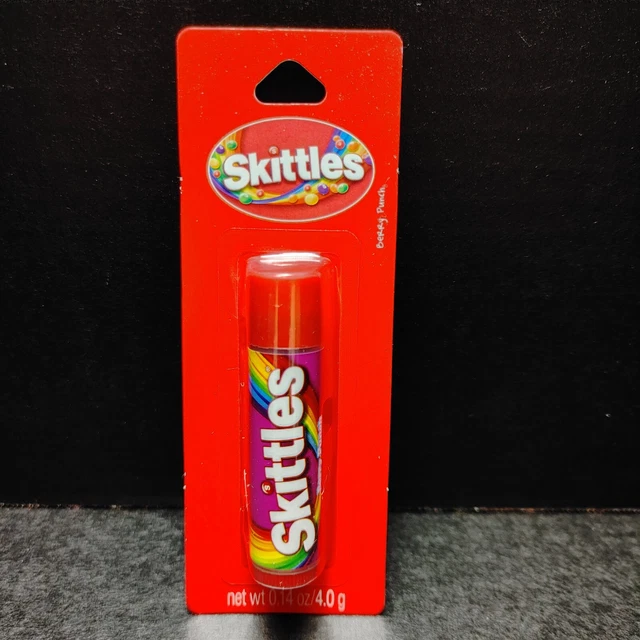 Skittles
Berry Punch
Skittles
net wt 0.14 oz/4.0 g